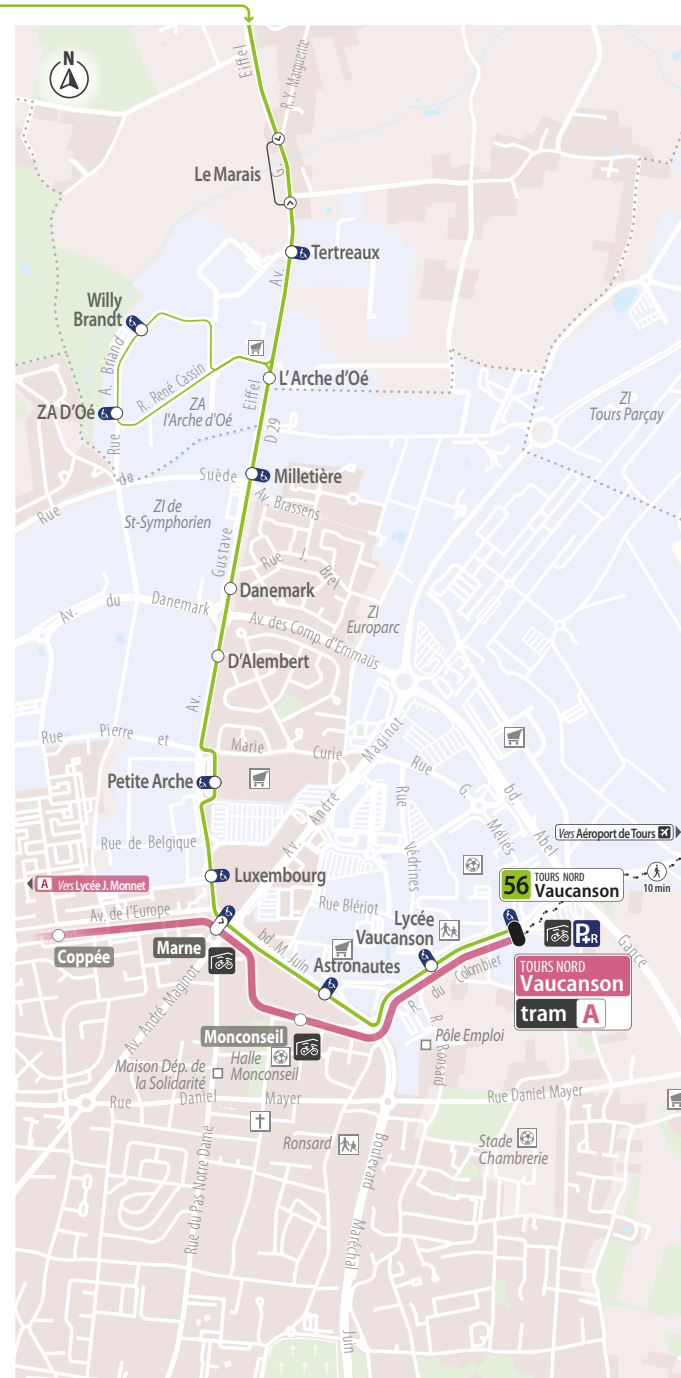 N
Eiffel
R.Y. Marguerite
G.
Le Marais
Tertreaux
Av.
Willy
Brandt
A. Briand
R. René Cassin
L' Arche d'Oé
ZA D'Oé
ZA
l'Arche d'Oé
Eiffel
D 29
ZI
Tours Parçay
Rue
de
Suède
Rue
Milletière
Av. Brassens
ZI de
St-Symphorien
Gustave
Rue J. Brel
Danemark
Av. du Danemark
Av. des Comp. d'Emmaüs
ZI
Europarc
D'Alembert
Av.
Rue Pierre et Marie Curie
Maginot
Petite Arche
Rue G. Méliès
bd. Abel Gance
Rue Védrines
Av. André
Rue de Belgique
Vers Aéroport de Tours
10 min
A Vers Lycée J. Monnet
Luxembourg
56 TOURS NORD
Vaucanson
Av. de l'Europe
Rue Blériot
Lycée
Vaucanson
Coppée
Marne
bd. M. Juin
Astronautes
du Colombier
P+R
TOURS NORD
Vaucanson
tram A
Av. André Maginot
Monconseil
R. Ronsard
Pôle Emploi
Maison Dép. de
la Solidarité
Halle
Monconseil
Rue Daniel Mayer
Rue Daniel Mayer
Ronsard
Stade
Chambrerie
Rue du Pas Notre Dame
Boulevard
Maréchal
Juin